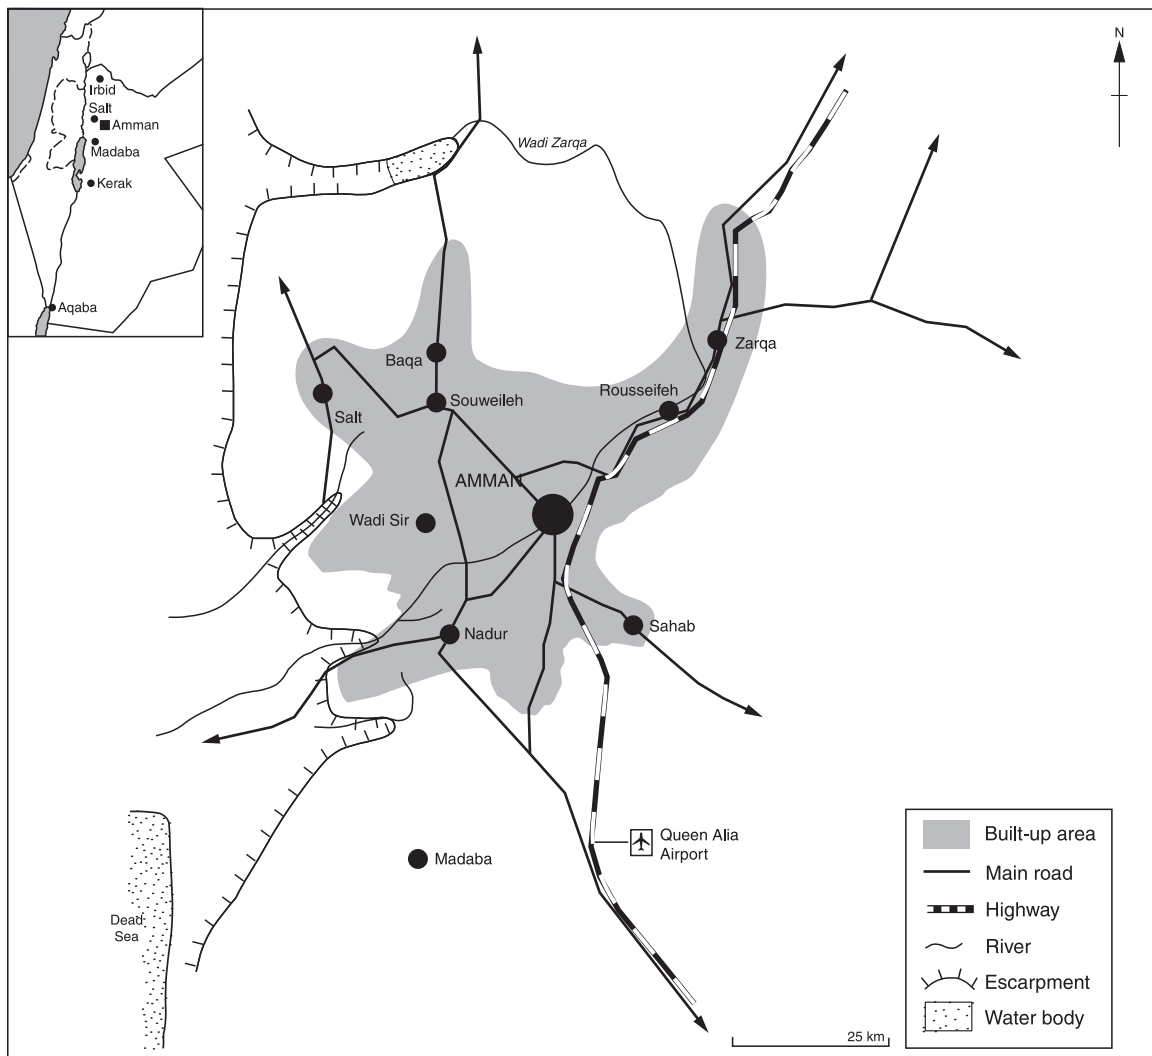 Irbid
Salt
Amman
Madaba
Kerak
Aqaba
N
Wadi Zarqa
Baqa
Zarqa
Rousseifeh
Salt
Souweileh
AMMAN
Wadi Sir
Nadur
Sahab
Queen Alia
Airport
Madaba
Dead
Sea
Built-up area
Main road
Highway
River
Escarpment
Water body
25 km